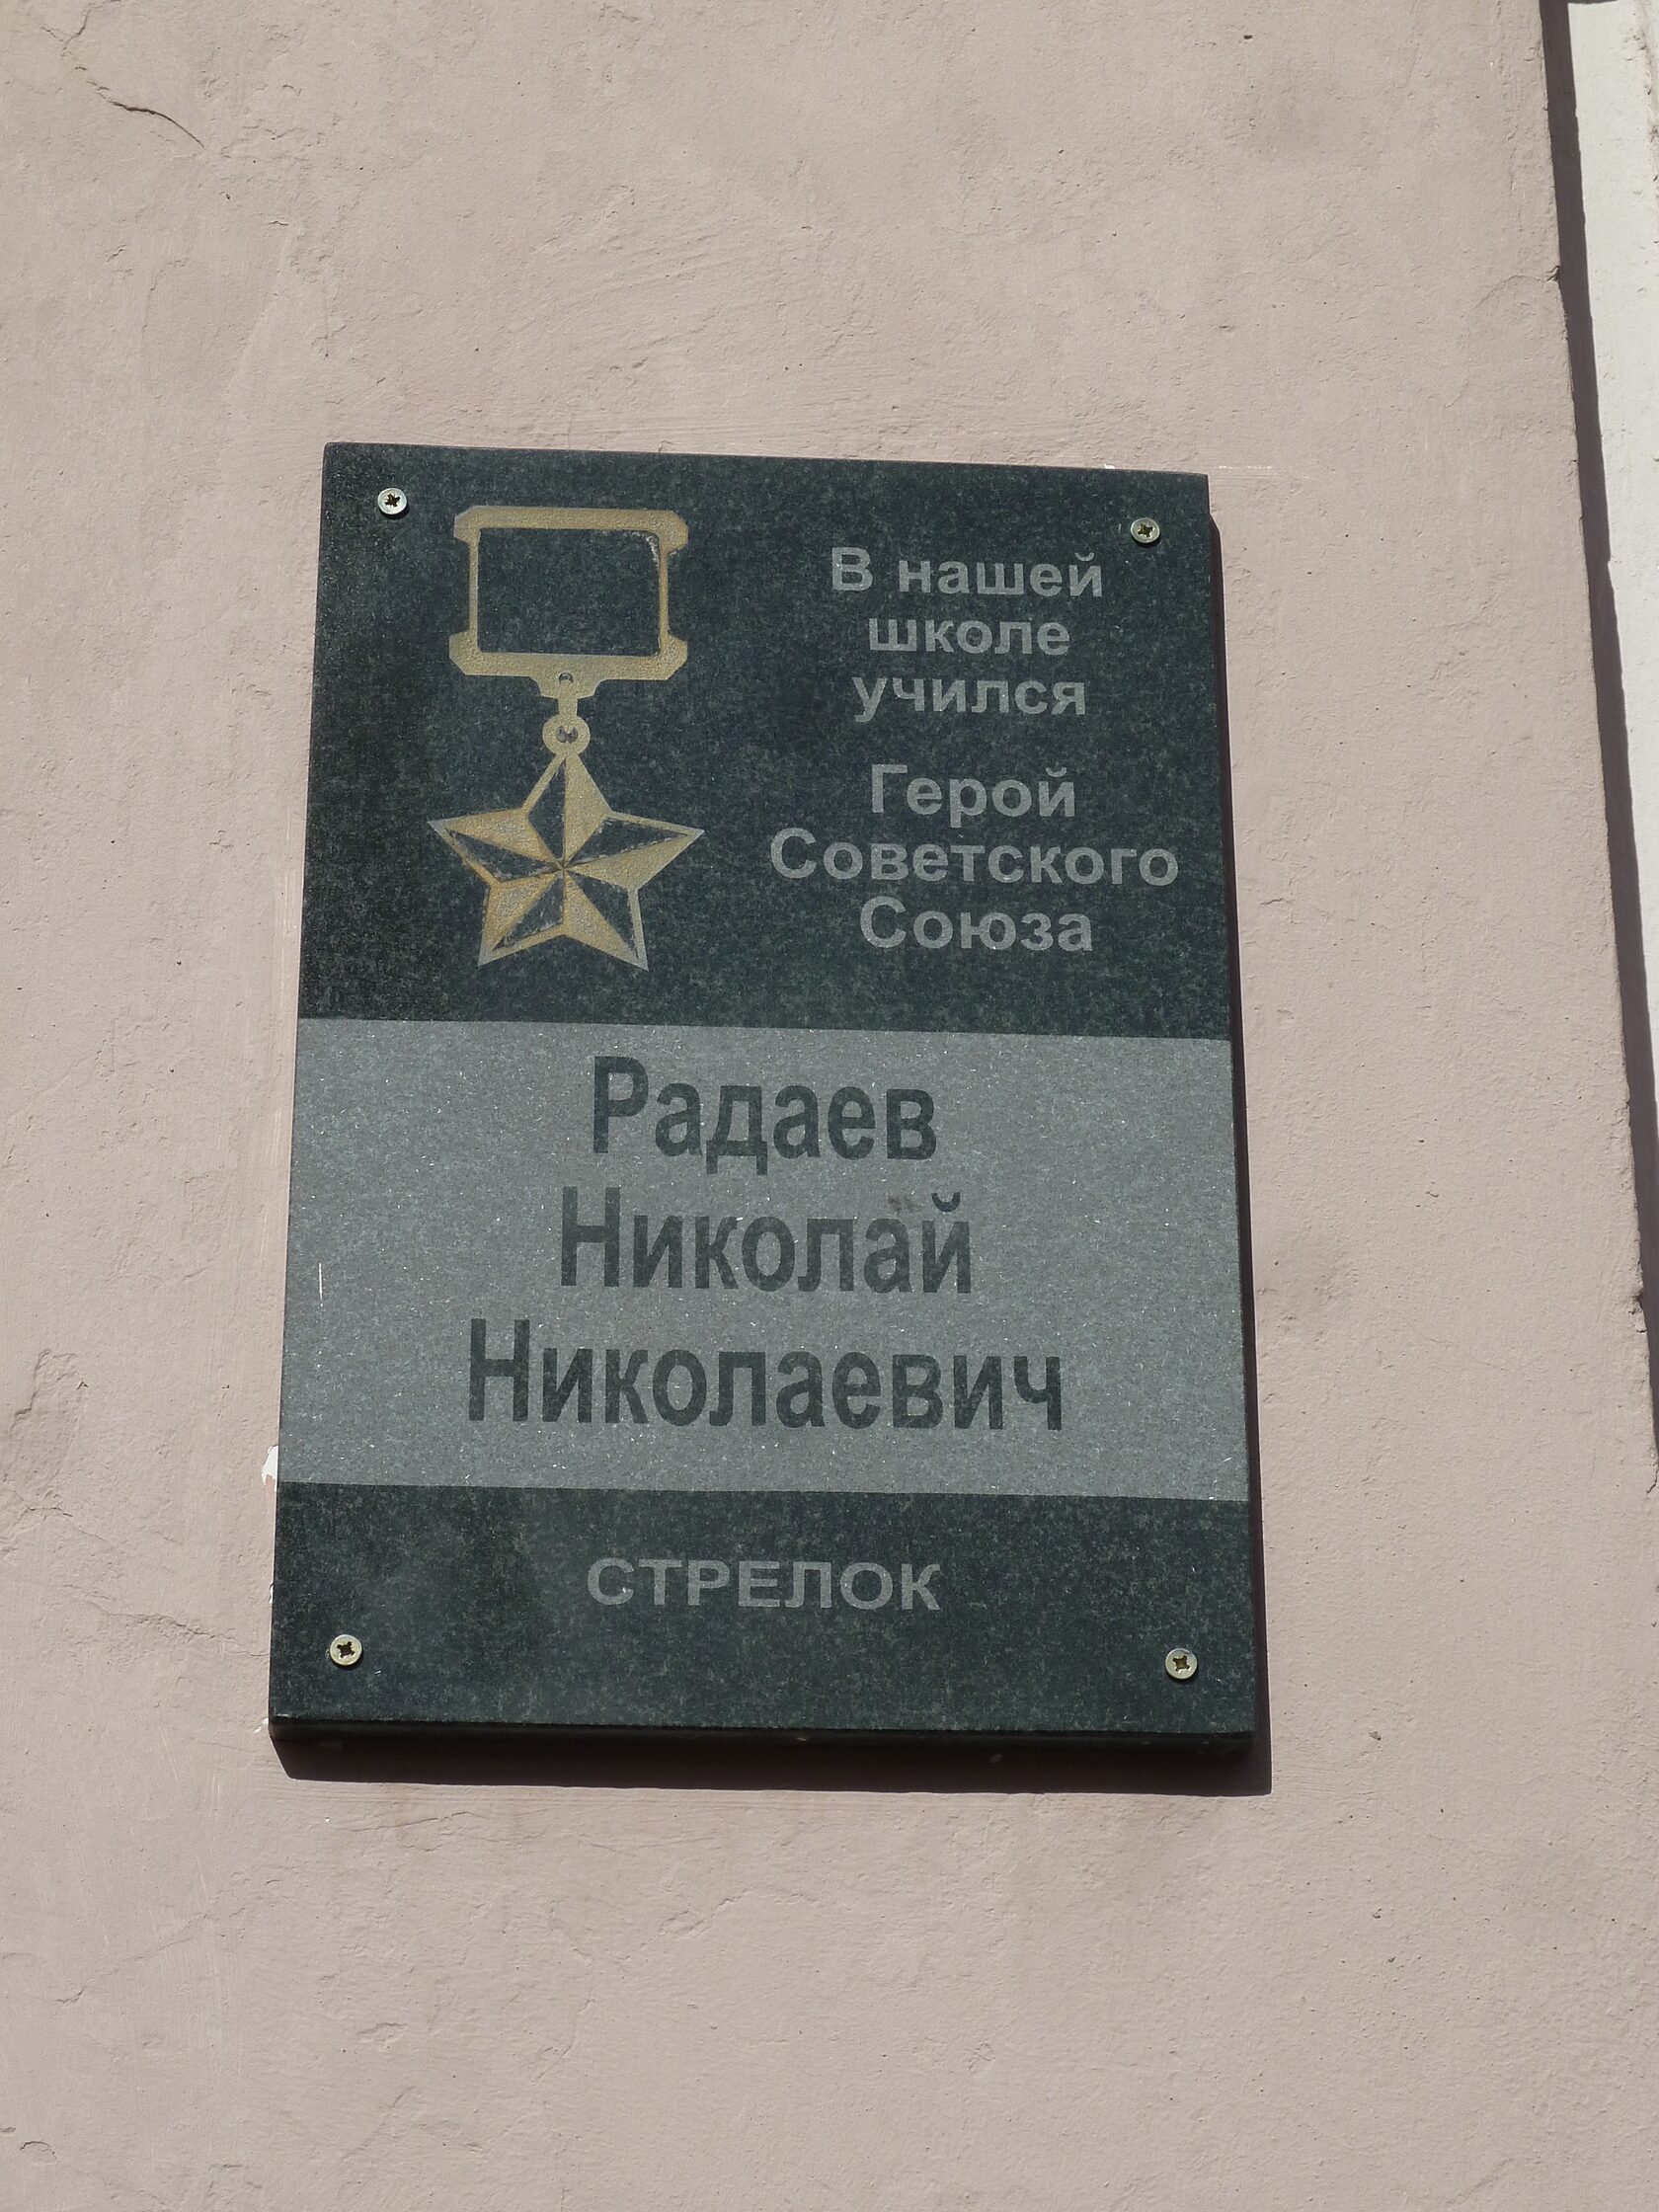 В нашей
школе
учился
Герой
Советского
Союза
Радаев
Николай
Николаевич
СТРЕЛОК